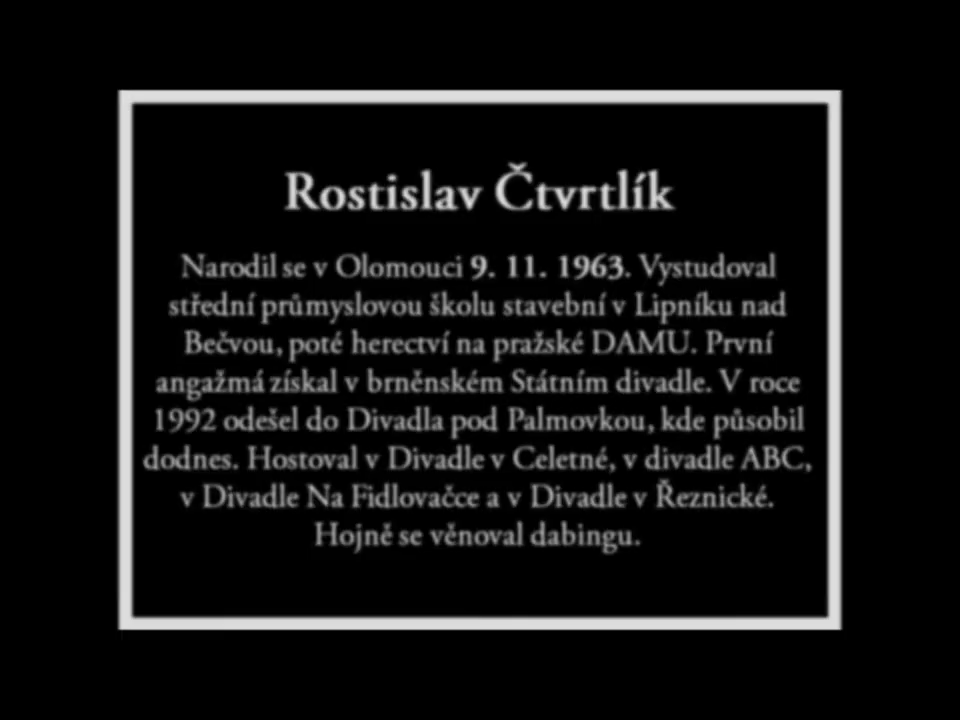 Rostislav Čtvrtlík
Narodil se v Olomouci 9. 11. 1963. Vystudoval
střední průmyslovou školu stavební v Lipníku nad
Bečvou, poté herectví na pražské DAMU. První
angažmá získal v brněnském Státním divadle. V roce
1992 odešel do Divadla pod Palmovkou, kde působil
dodnes. Hostoval v Divadle v Celetné, v divadle ABC,
v Divadle Na Fidlovačce a v Divadle v Řeznické.
Hojně se věnoval dabingu.